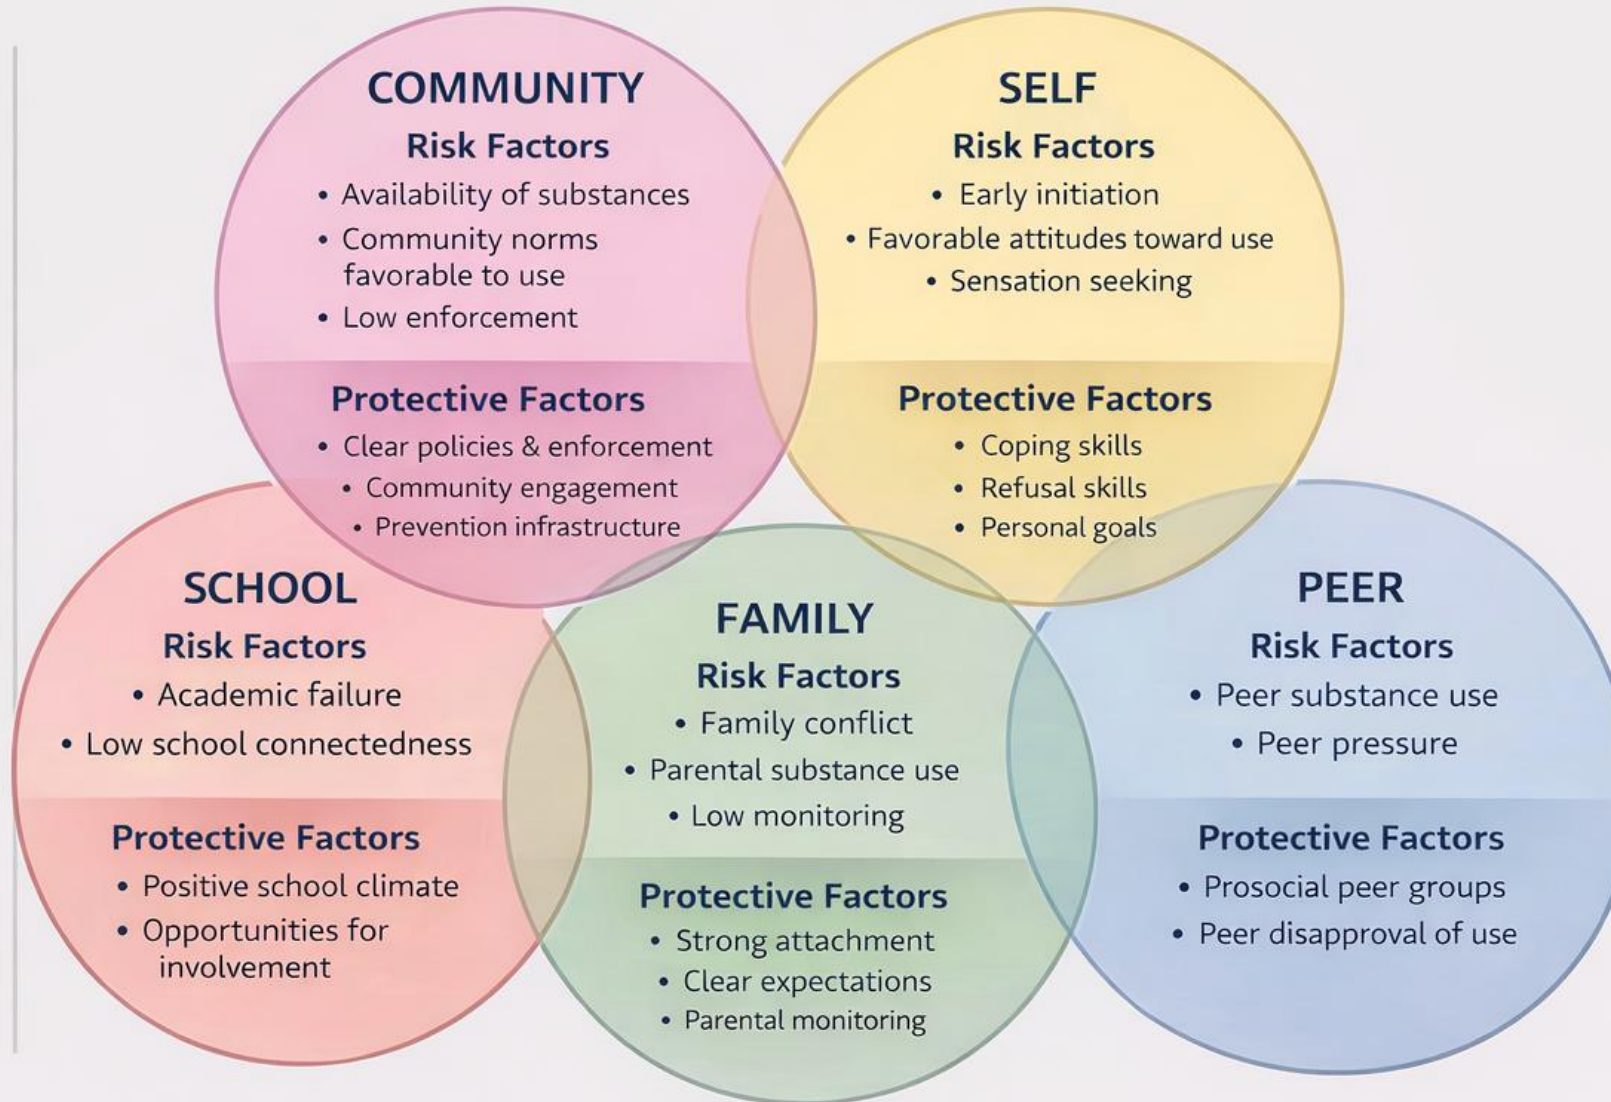 COMMUNITY
Risk Factors
• Availability of substances
• Community norms
favorable to use
• Low enforcement
Protective Factors
• Clear policies & enforcement
• Community engagement
• Prevention infrastructure
SELF
Risk Factors
• Early initiation
• Favorable attitudes toward use
• Sensation seeking
Protective Factors
• Coping skills
• Refusal skills
• Personal goals
SCHOOL
Risk Factors
• Academic failure
• Low school connectedness
Protective Factors
• Positive school climate
• Opportunities for
involvement
FAMILY
Risk Factors
• Family conflict
• Parental substance use
• Low monitoring
Protective Factors
• Strong attachment
• Clear expectations
• Parental monitoring
PEER
Risk Factors
• Peer substance use
• Peer pressure
Protective Factors
• Prosocial peer groups
• Peer disapproval of use